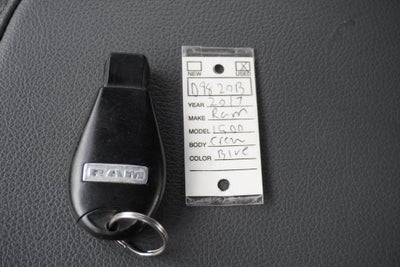 RAM
NEW USED
D9820B
YEAR 2017
MAKE Ram
MODEL 1500
BODY Crew
COLOR Blue